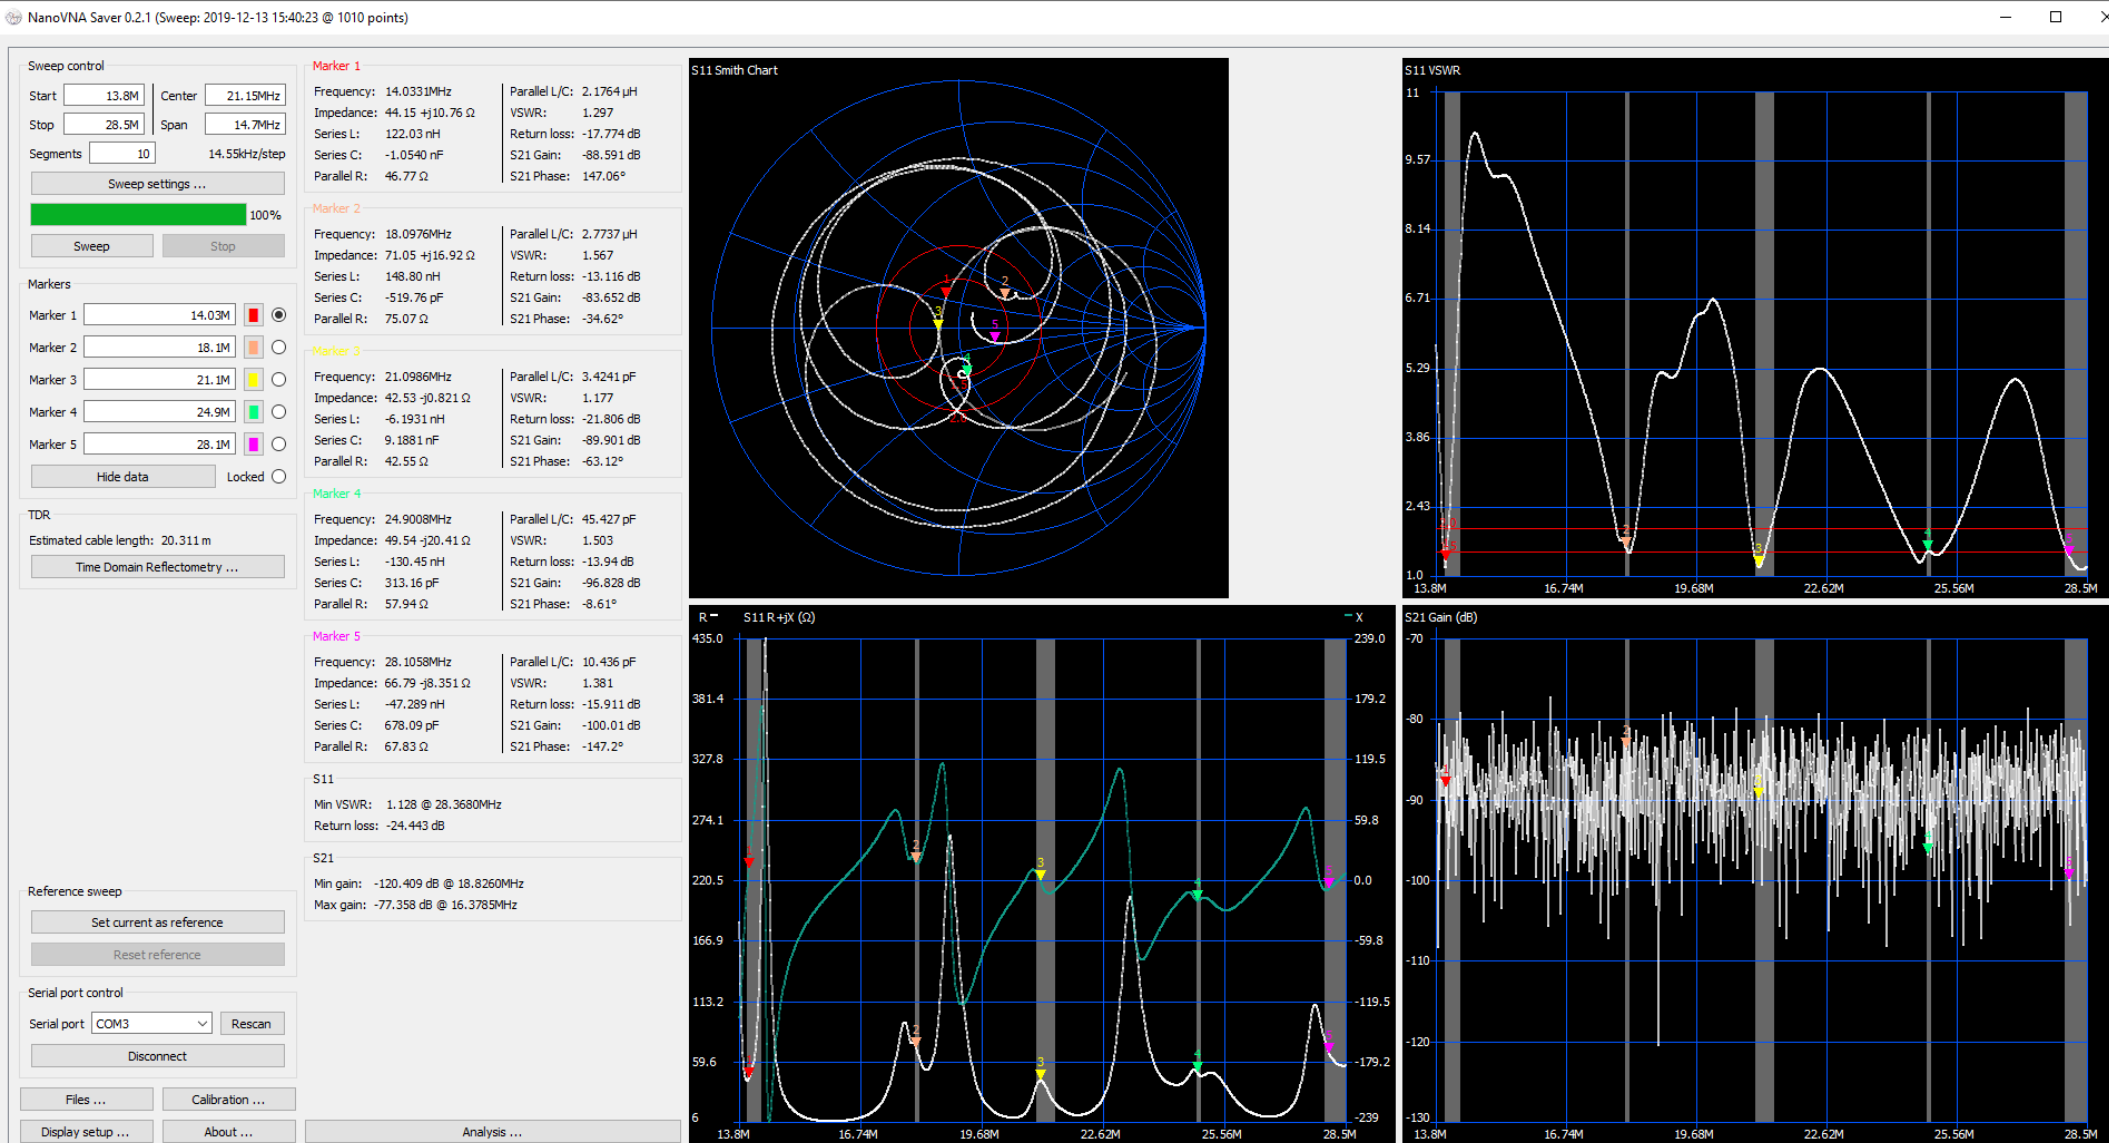 NanoVNA Saver 0.2.1 (Sweep: 2019-12-13 15:40:23 @ 1010 points)
Sweep control
Start 13.8M Center 21.15MHz
Stop 28.5M Span 14.7MHz
Segments 10 14.55kHz/step
Sweep settings ...
100%
Sweep Stop
Markers
Marker 1 14.03M
Marker 2 18.1M
Marker 3 21.1M
Marker 4 24.9M
Marker 5 28.1M
Hide data Locked
TDR
Estimated cable length: 20.311 m
Time Domain Reflectometry ...
Reference sweep
Set current as reference
Reset reference
Serial port control
Serial port COM3 Rescan
Disconnect
Files ... Calibration ...
Display setup ... About ...
Marker 1
Frequency: 14.0331MHz Parallel L/C: 2.1764 µH
Impedance: 44.15 +j10.76 Ω VSWR: 1.297
Series L: 122.03 nH Return loss: -17.774 dB
Series C: -1.0540 nF S21 Gain: -88.591 dB
Parallel R: 46.77 Ω S21 Phase: 147.06°
Marker 2
Frequency: 18.0976MHz Parallel L/C: 2.7737 µH
Impedance: 71.05 +j16.92 Ω VSWR: 1.567
Series L: 148.80 nH Return loss: -13.116 dB
Series C: -519.76 pF S21 Gain: -83.652 dB
Parallel R: 75.07 Ω S21 Phase: -34.62°
Marker 3
Frequency: 21.0986MHz Parallel L/C: 3.4241 pF
Impedance: 42.53 -j0.821 Ω VSWR: 1.177
Series L: -6.1931 nH Return loss: -21.806 dB
Series C: 9.1881 nF S21 Gain: -89.901 dB
Parallel R: 42.55 Ω S21 Phase: -63.12°
Marker 4
Frequency: 24.9008MHz Parallel L/C: 45.427 pF
Impedance: 49.54 -j20.41 Ω VSWR: 1.503
Series L: -130.45 nH Return loss: -13.94 dB
Series C: 313.16 pF S21 Gain: -96.828 dB
Parallel R: 57.94 Ω S21 Phase: -8.61°
Marker 5
Frequency: 28.1058MHz Parallel L/C: 10.436 pF
Impedance: 66.79 -j8.351 Ω VSWR: 1.381
Series L: -47.289 nH Return loss: -15.911 dB
Series C: 678.09 pF S21 Gain: -100.01 dB
Parallel R: 67.83 Ω S21 Phase: -147.2°
S11
Min VSWR: 1.128 @ 28.3680MHz
Return loss: -24.443 dB
S21
Min gain: -120.409 dB @ 18.8260MHz
Max gain: -77.358 dB @ 16.3785MHz
Analysis ...
S11 Smith Chart
1
2
3
5
4
1.5
2.0
S11 VSWR
11
9.57
8.14
6.71
5.29
3.86
2.43
1.0
2
3
4
13.8M 16.74M 19.68M 22.62M 25.56M 28.5M
R S11 R+jX (Ω) X
435.0 239.0
381.4 179.2
327.8 119.5
274.1 59.8
220.5 0.0
166.9 -59.8
113.2 -119.5
59.6 -179.2
6 -239
2
3
4
2
3
4
13.8M 16.74M 19.68M 22.62M 25.56M 28.5M
S21 Gain (dB)
-70
-80
-90
-100
-110
-120
-130
13.8M 16.74M 19.68M 22.62M 25.56M 28.5M